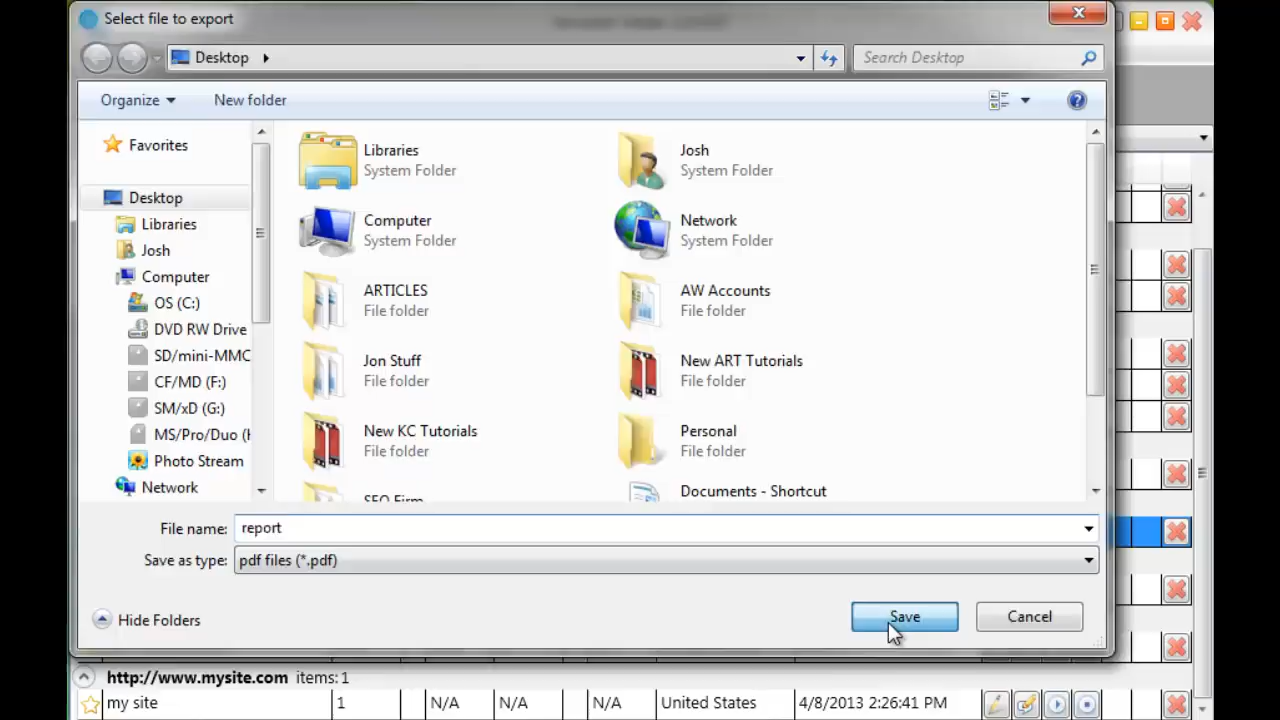 Select file to export
Desktop
Search Desktop
Organize
New folder
Favorites
Desktop
Libraries
Josh
Computer
OS (C:)
DVD RW Drive
SD/mini-MMC
CF/MD (F:)
SM/xD (G:)
MS/Pro/Duo (
Photo Stream
Network
Libraries
System Folder
Josh
System Folder
Computer
System Folder
Network
System Folder
ARTICLES
File folder
AW Accounts
File folder
Jon Stuff
File folder
New ART Tutorials
File folder
New KC Tutorials
File folder
Personal
File folder
SEO Firm
Documents - Shortcut
File name: report
Save as type: pdf files (*.pdf)
Hide Folders
Save
Cancel
http://www.mysite.com items:1
my site 1 N/A N/A N/A United States 4/8/2013 2:26:41 PM